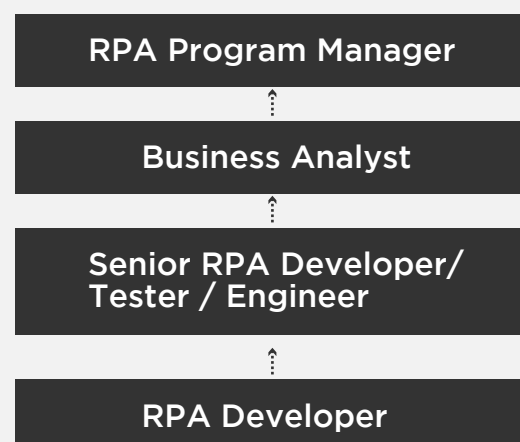 RPA Program Manager
Business Analyst
Senior RPA Developer/
Tester / Engineer
RPA Developer